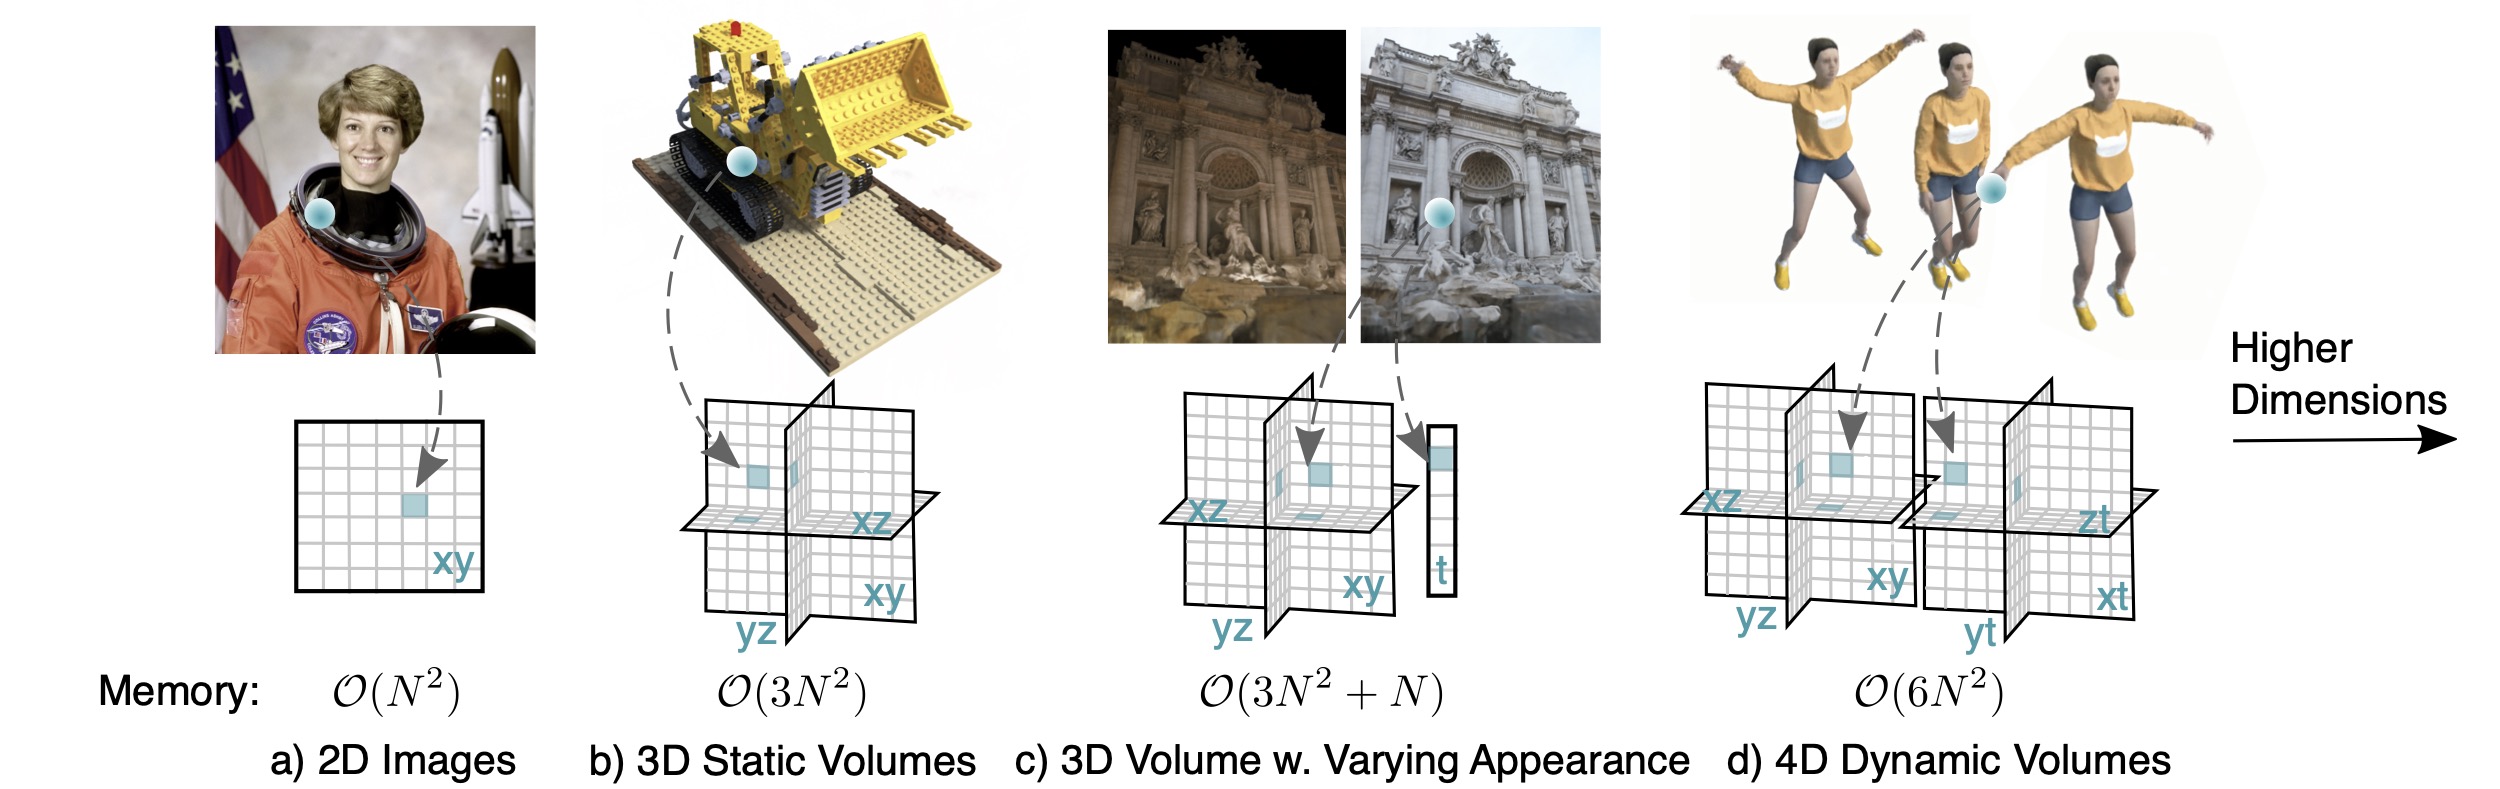 xy
xz
xy
yz
xz
xy
yz
t
xz
xy
yz
zt
xt
yt
Higher
Dimensions
Memory: 𝒪(N²) 𝒪(3N²) 𝒪(3N² + N) 𝒪(6N²)
a) 2D Images b) 3D Static Volumes c) 3D Volume w. Varying Appearance d) 4D Dynamic Volumes